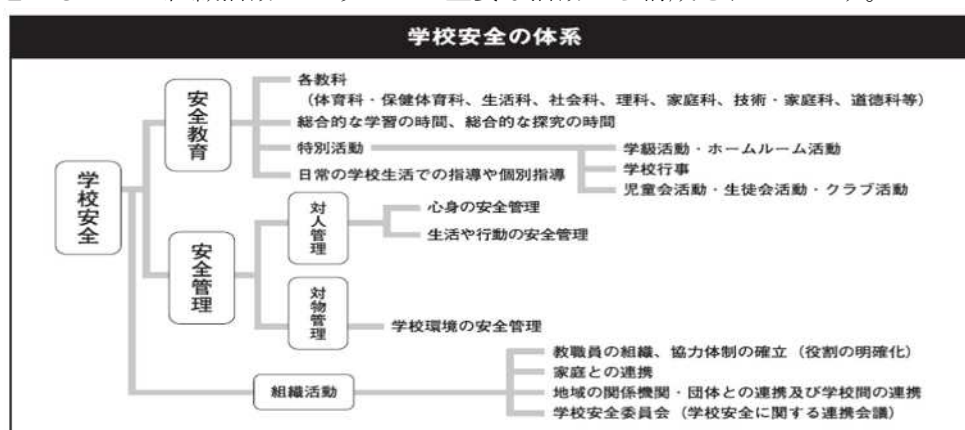 学校安全の体系
学校安全
安全教育
各教科
（体育科・保健体育科、生活科、社会科、理科、家庭科、技術・家庭科、道徳科等）
総合的な学習の時間、総合的な探究の時間
特別活動
学級活動・ホームルーム活動
学校行事
児童会活動・生徒会活動・クラブ活動
日常の学校生活での指導や個別指導
安全管理
対人管理
心身の安全管理
生活や行動の安全管理
対物管理
学校環境の安全管理
組織活動
教職員の組織、協力体制の確立（役割の明確化）
家庭との連携
地域の関係機関・団体との連携及び学校間の連携
学校安全委員会（学校安全に関する連携会議）